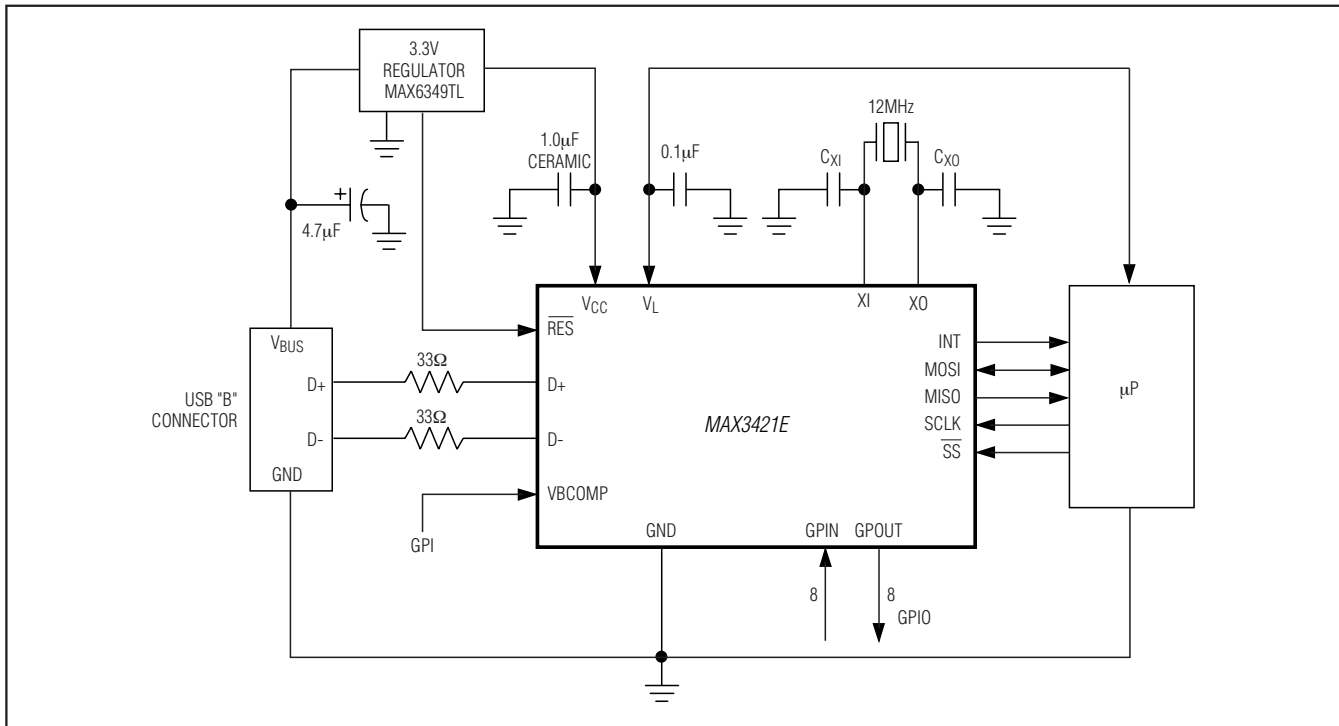 3.3V
REGULATOR
MAX6349TL
12MHz
1.0µF
CERAMIC
0.1µF
CXI
CXO
+
4.7µF
VCC
VL
XI
XO
RES
VBUS
INT
33Ω
D+
D+
MOSI
USB "B"
CONNECTOR
MISO
µP
33Ω
MAX3421E
SCLK
D-
D-
SS
GND
VBCOMP
GPI
GND
GPIN
GPOUT
8
8
GPIO